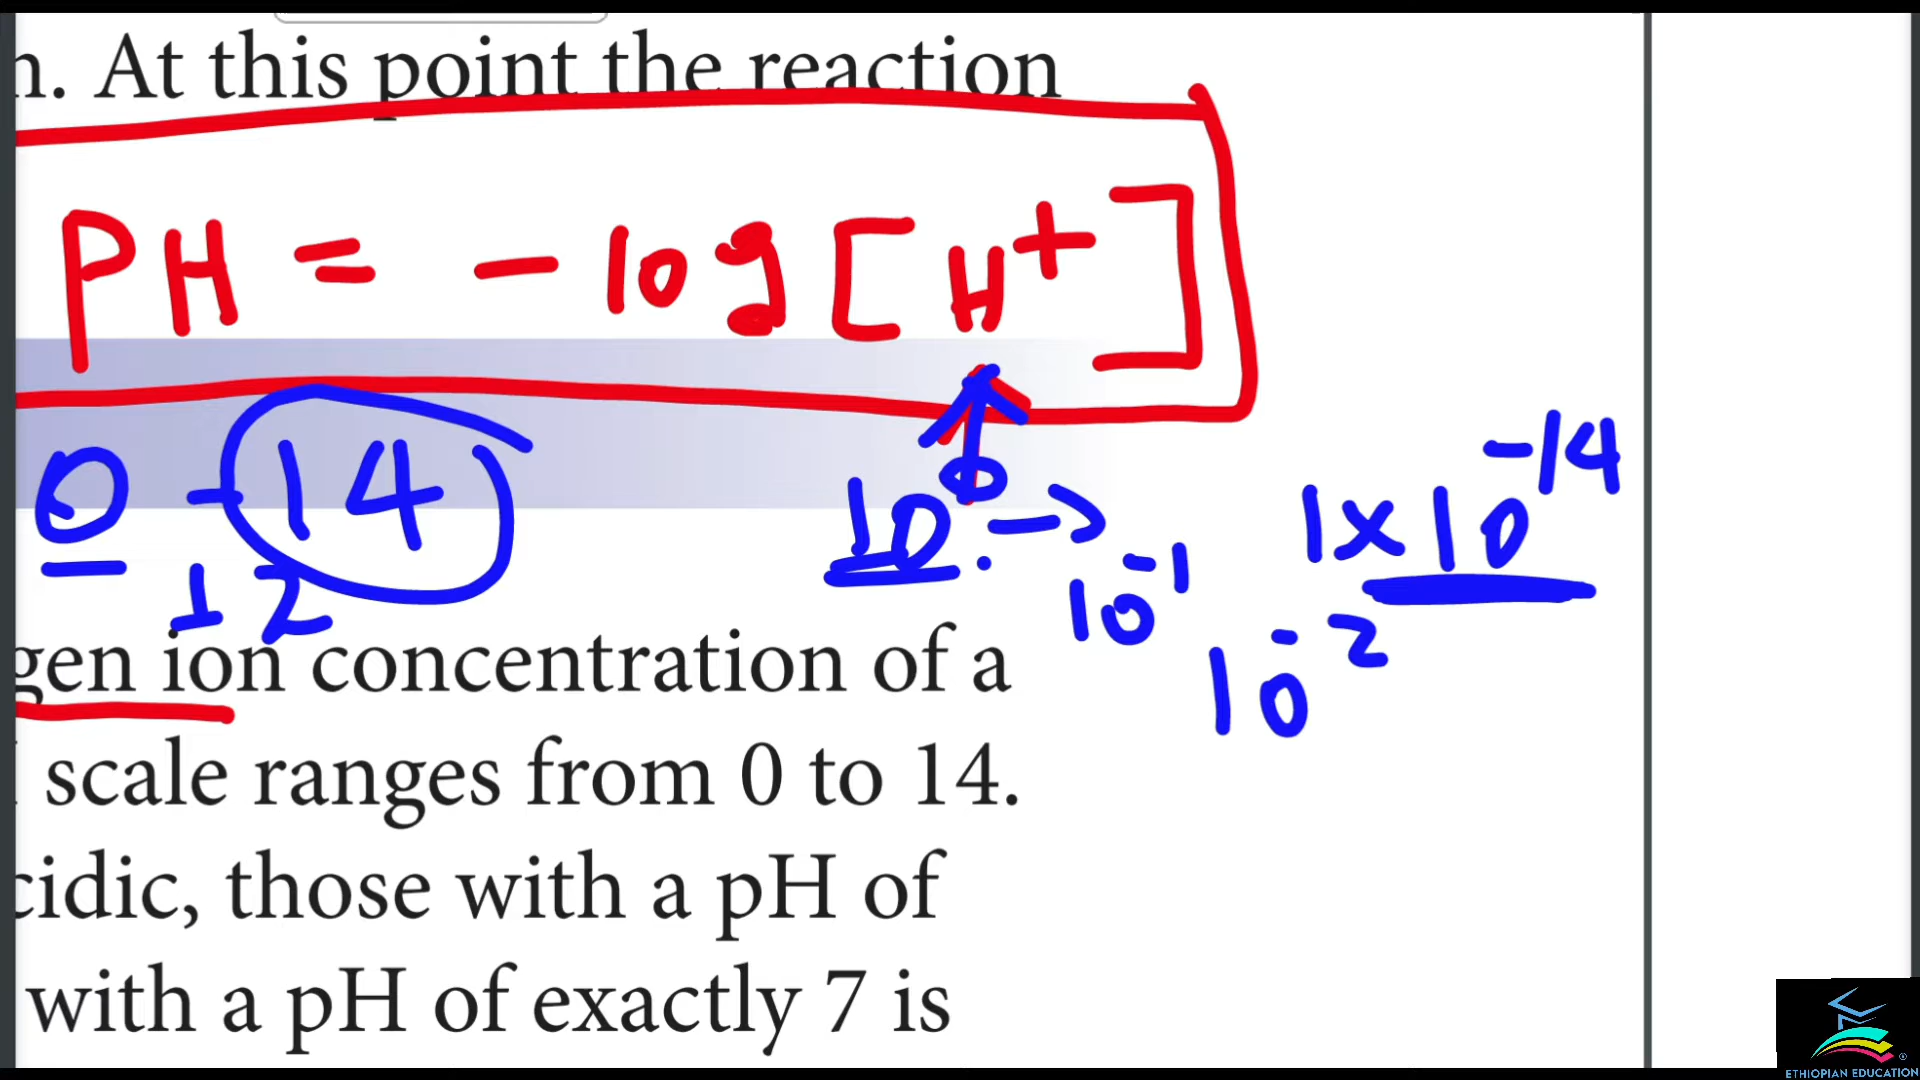 n. At this point the reaction
PH = - log [H⁺]
0 - 14
1 2
10⁰ →
10⁻¹
10⁻²
1x10⁻¹⁴
gen ion concentration of a
scale ranges from 0 to 14.
cidic, those with a pH of
with a pH of exactly 7 is
ETHIOPIAN EDUCATION